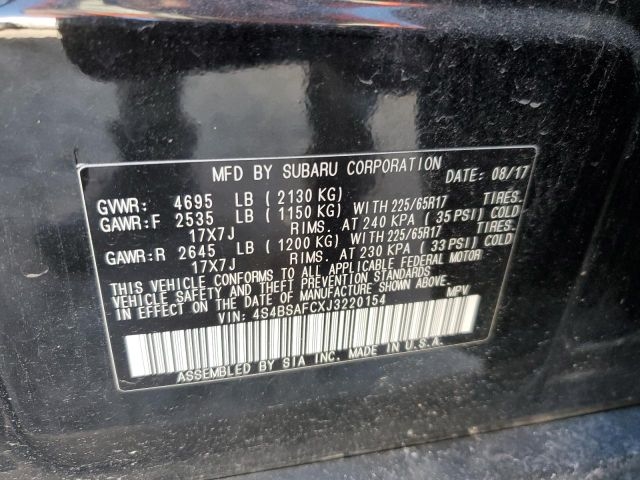 MFD BY SUBARU CORPORATION DATE: 08/17
GVWR: 4695 LB (2130 KG)
GAWR:F 2535 LB (1150 KG) WITH 225/65R17 TIRES.
17X7J RIMS. AT 240 KPA (35 PSI) COLD
GAWR:R 2645 LB (1200 KG) WITH 225/65R17 TIRES.
17X7J RIMS. AT 230 KPA (33 PSI) COLD
THIS VEHICLE CONFORMS TO ALL APPLICABLE FEDERAL MOTOR
VEHICLE SAFETY AND THEFT PREVENTION STANDARDS
IN EFFECT ON THE DATE OF MANUFACTURE SHOWN ABOVE.
VIN: 4S4BSAFCXJ3220154 MPV
ASSEMBLED BY SIA INC. MADE IN U.S.A.